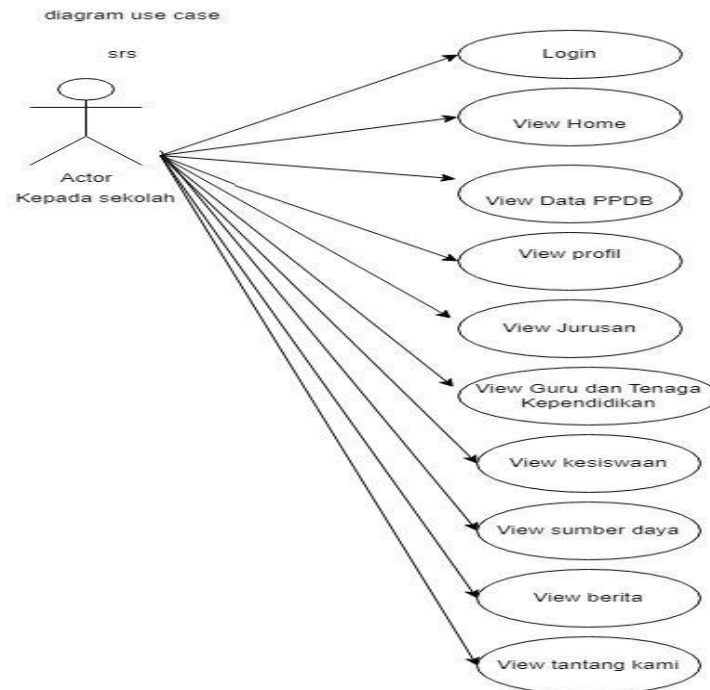 diagram use case
srs
Actor
Kepada sekolah
Login
View Home
View Data PPDB
View profil
View Jurusan
View Guru dan Tenaga
Kependidikan
View kesiswaan
View sumber daya
View berita
View tantang kami